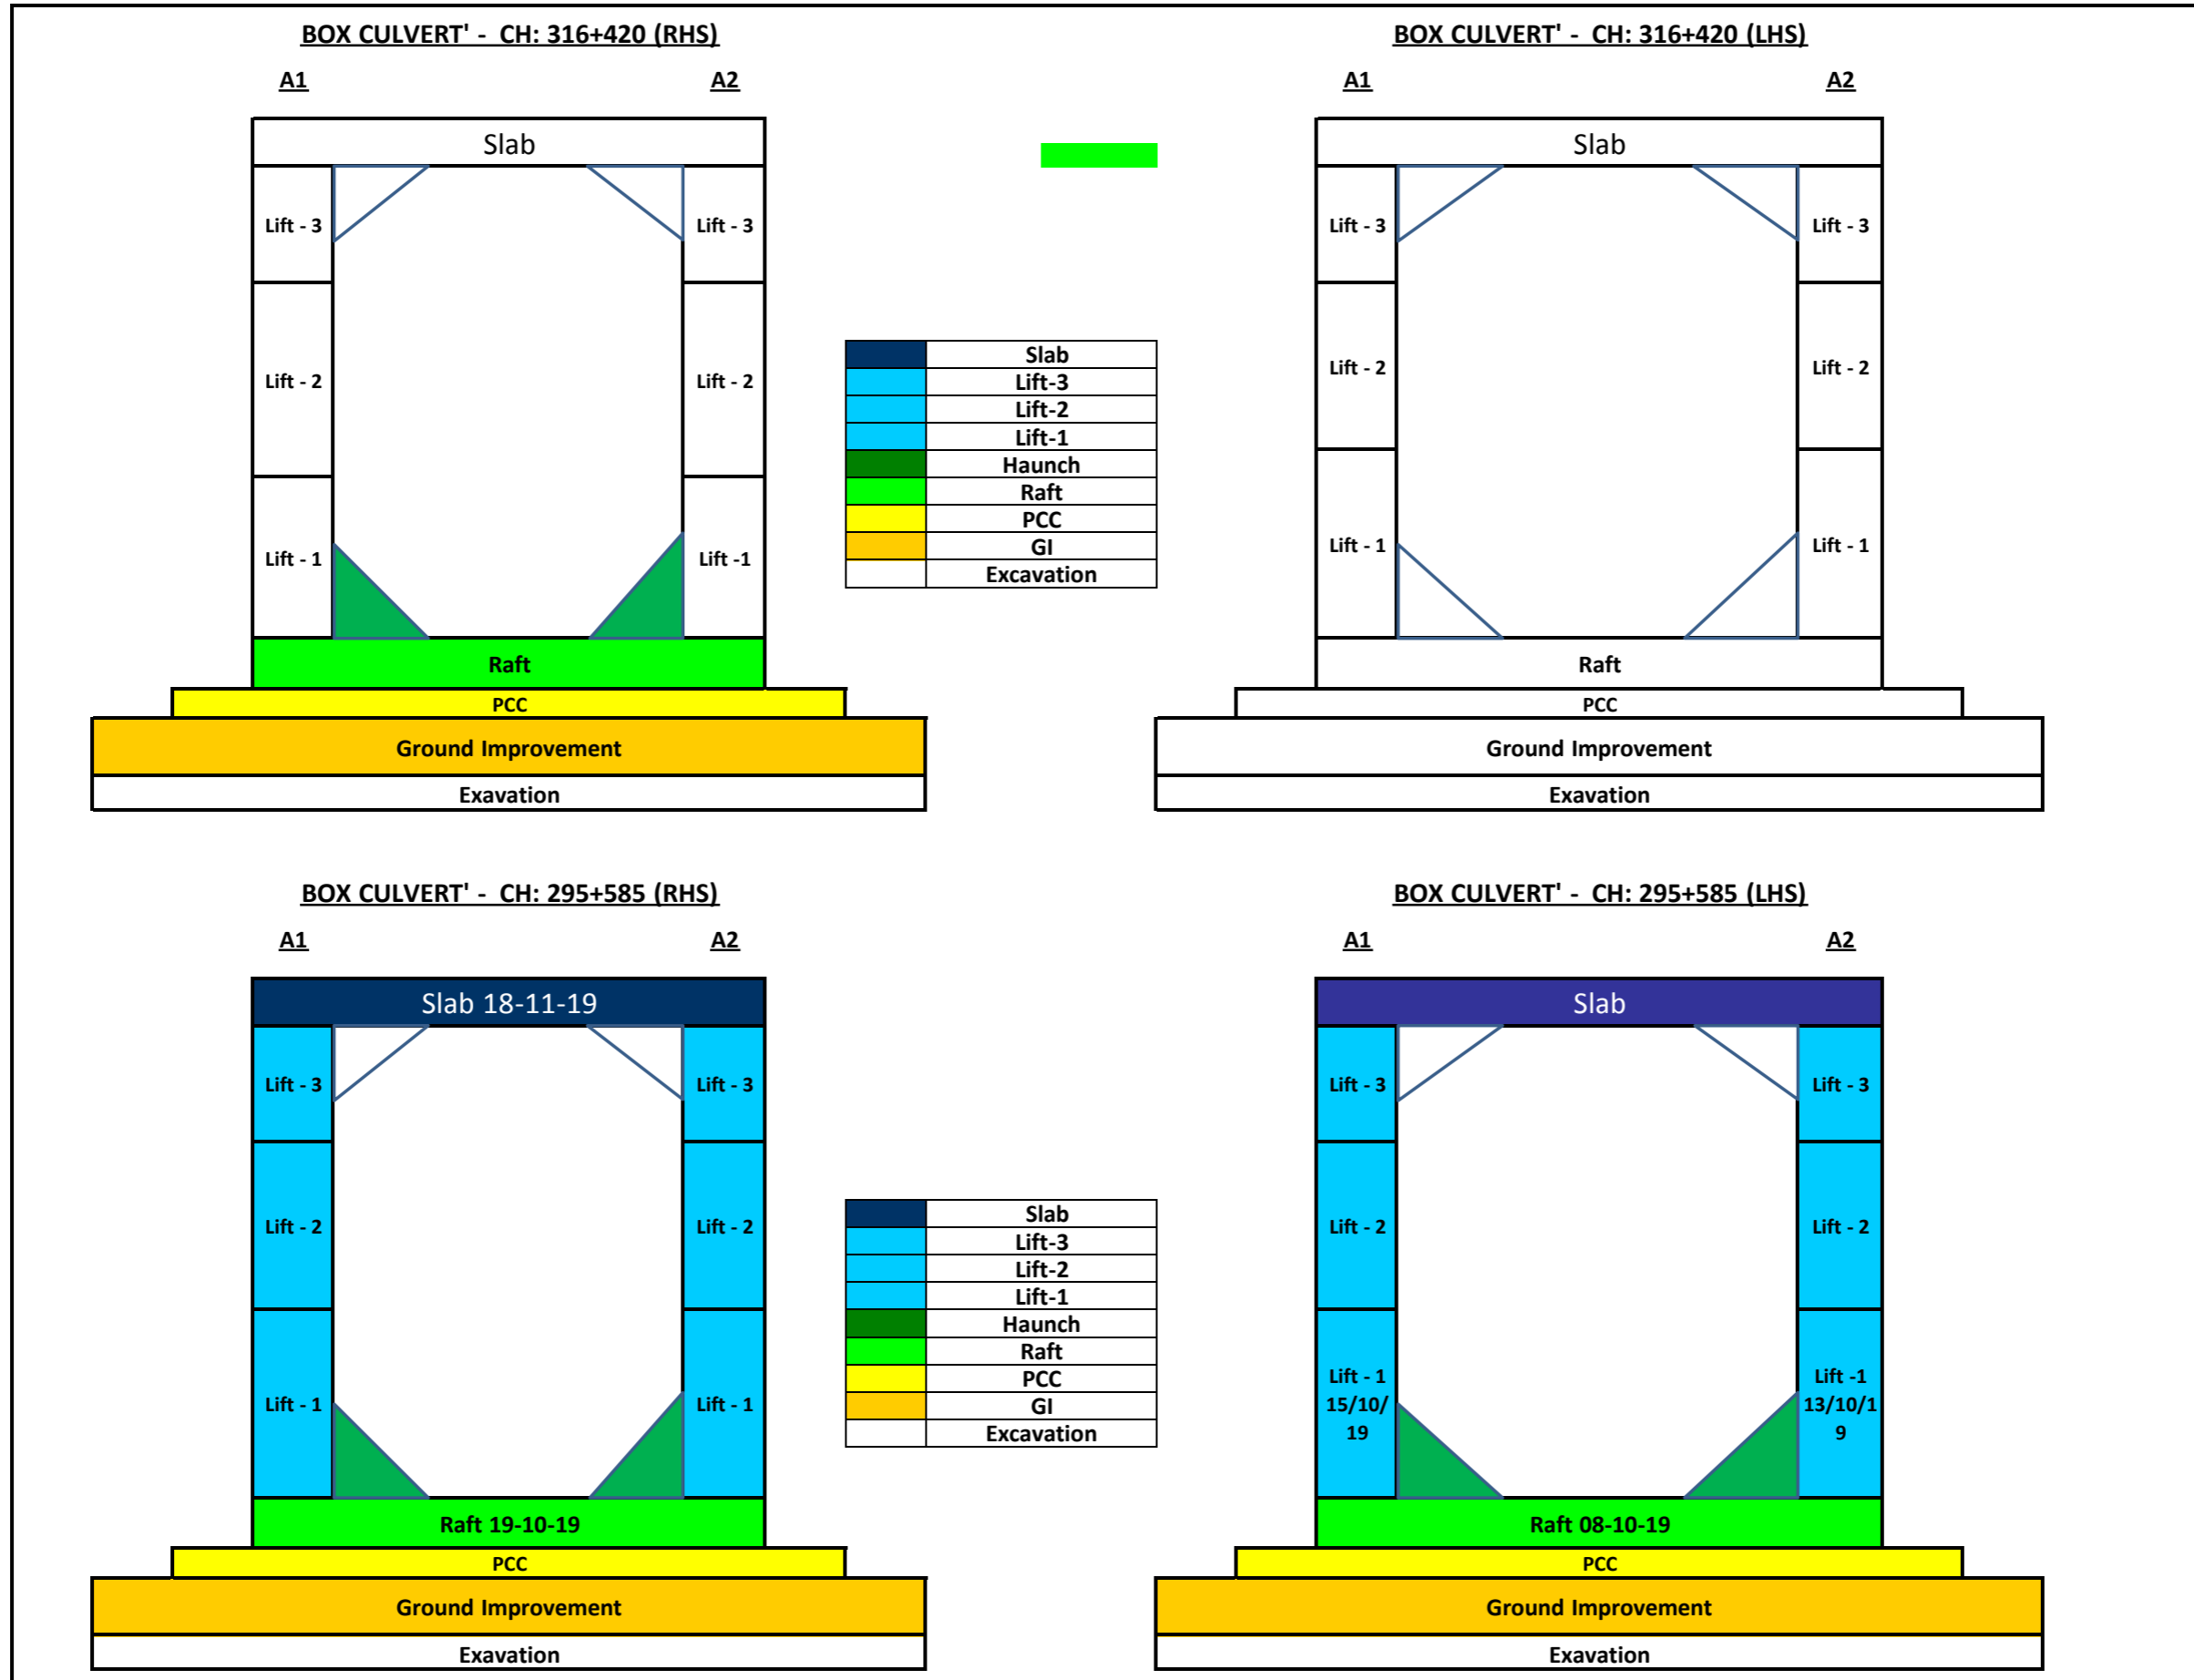 BOX CULVERT' - CH: 316+420 (RHS)
A1 A2
Slab
Lift - 3 Lift - 3
Lift - 2 Lift - 2
Lift - 1 Lift -1
Raft
PCC
Ground Improvement
Exavation
Slab
Lift-3
Lift-2
Lift-1
Haunch
Raft
PCC
GI
Excavation
BOX CULVERT' - CH: 316+420 (LHS)
A1 A2
Slab
Lift - 3 Lift - 3
Lift - 2 Lift - 2
Lift - 1 Lift - 1
Raft
PCC
Ground Improvement
Exavation
BOX CULVERT' - CH: 295+585 (RHS)
A1 A2
Slab 18-11-19
Lift - 3 Lift - 3
Lift - 2 Lift - 2
Lift - 1 Lift - 1
Raft 19-10-19
PCC
Ground Improvement
Exavation
Slab
Lift-3
Lift-2
Lift-1
Haunch
Raft
PCC
GI
Excavation
BOX CULVERT' - CH: 295+585 (LHS)
A1 A2
Slab
Lift - 3 Lift - 3
Lift - 2 Lift - 2
Lift - 1 Lift -1
15/10/ 13/10/1
19 9
Raft 08-10-19
PCC
Ground Improvement
Exavation